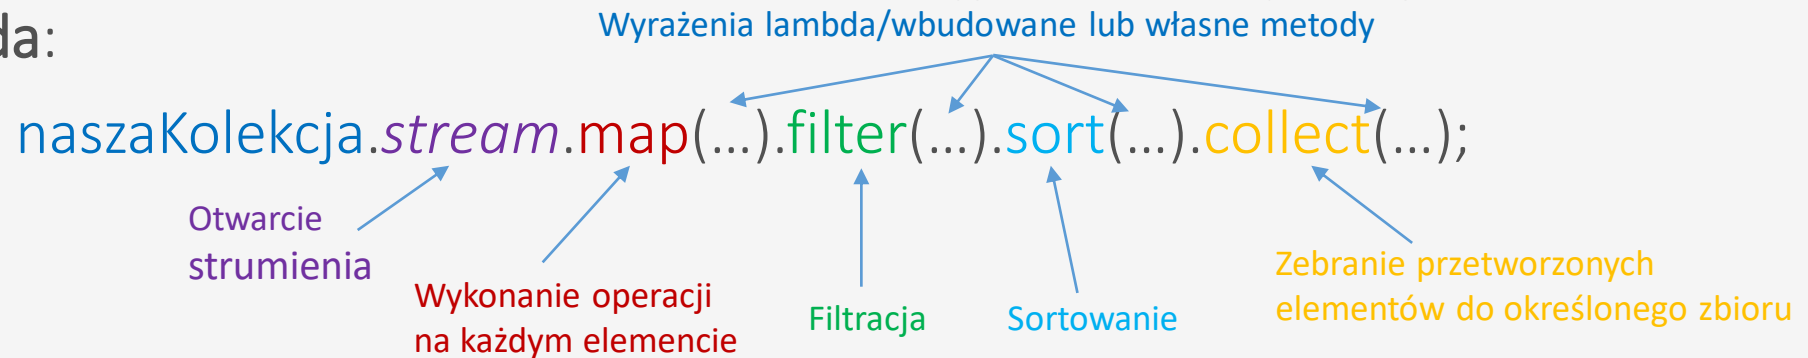 Wyrażenia lambda/wbudowane lub własne metody
da:
naszaKolekcja.stream.map(...).filter(...).sort(...).collect(...);
Otwarcie
strumienia
Wykonanie operacji
na każdym elemencie
Filtracja
Sortowanie
Zebranie przetworzonych
elementów do określonego zbioru